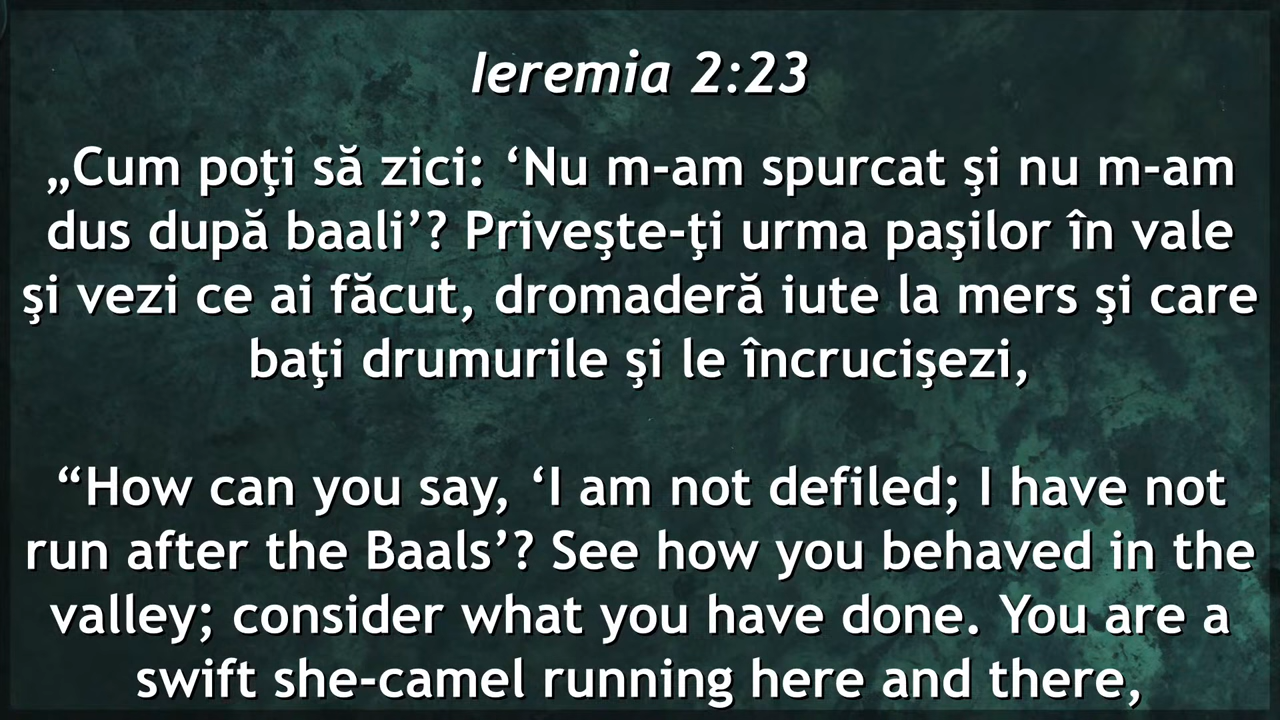 Ieremia 2:23
„Cum poţi să zici: ‘Nu m-am spurcat şi nu m-am
dus după baali’? Priveşte-ţi urma paşilor în vale
şi vezi ce ai făcut, dromaderă iute la mers şi care
baţi drumurile şi le încrucişezi,
“How can you say, ‘I am not defiled; I have not
run after the Baals’? See how you behaved in the
valley; consider what you have done. You are a
swift she-camel running here and there,